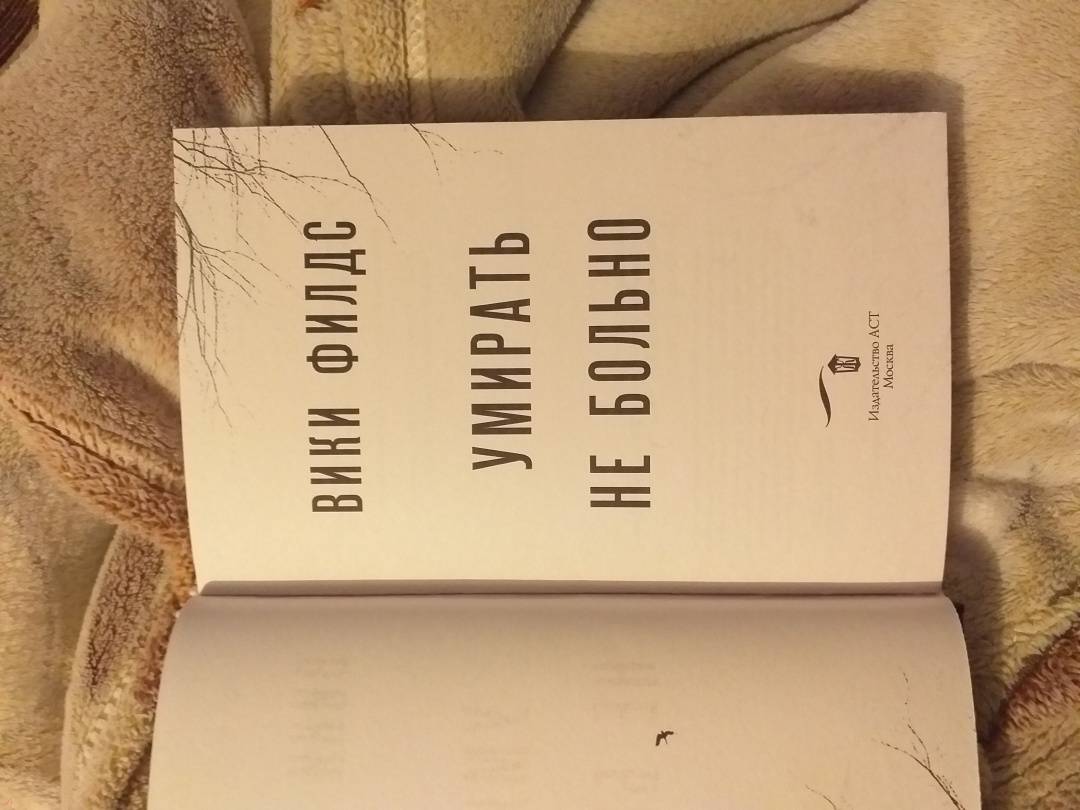 ВИКИ ФИЛДС
УМИРАТЬ
НЕ БОЛЬНО
Издательство АСТ
Москва